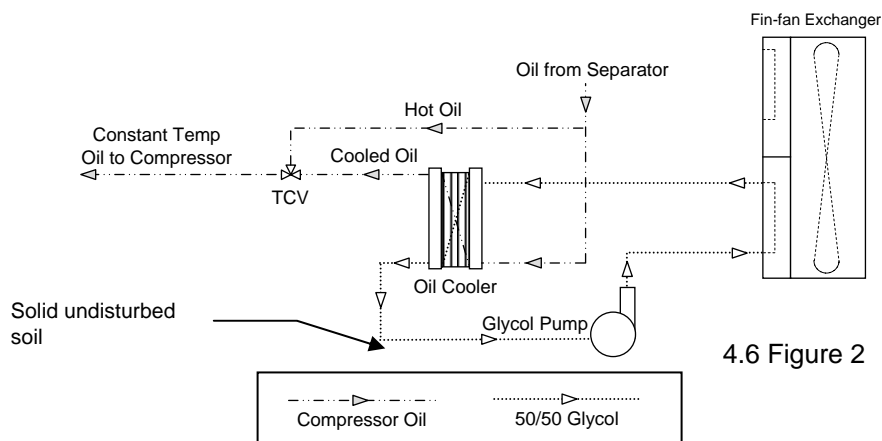 Fin-fan Exchanger
Oil from Separator
Hot Oil
Constant Temp
Oil to Compressor
Cooled Oil
TCV
Oil Cooler
Solid undisturbed
soil
Glycol Pump
4.6 Figure 2
Compressor Oil
50/50 Glycol